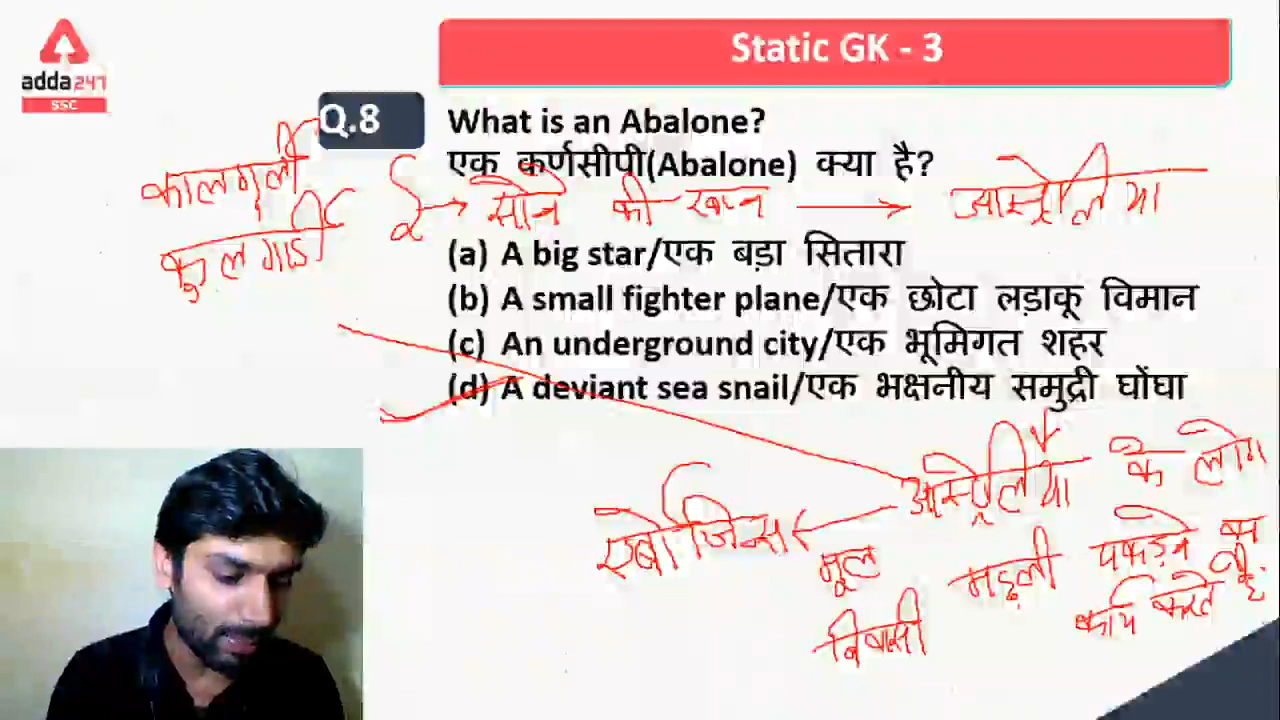 Static GK - 3
adda247
SSC
Q.8
What is an Abalone?
एक कर्णसीपी(Abalone) क्या है?
कालगूर्ली
कुलगार्डी
सोने की खान
आस्ट्रेलिया
(a) A big star/एक बड़ा सितारा
(b) A small fighter plane/एक छोटा लड़ाकू विमान
(c) An underground city/एक भूमिगत शहर
(d) A deviant sea snail/एक भक्षनीय समुद्री घोंघा
आस्ट्रेलिया के लोग
मूल
मछली पकड़ने का
निवासी
कार्य करते